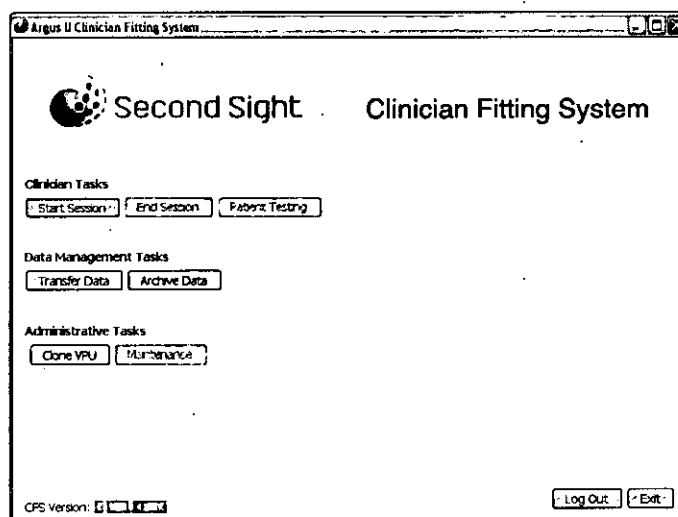 Argus II Clinician Fitting System
Second Sight Clinician Fitting System
Clinician Tasks
Start Session End Session Patient Testing
Data Management Tasks
Transfer Data Archive Data
Administrative Tasks
Clone VPU Maintenance
CFS Version:
Log Out Exit